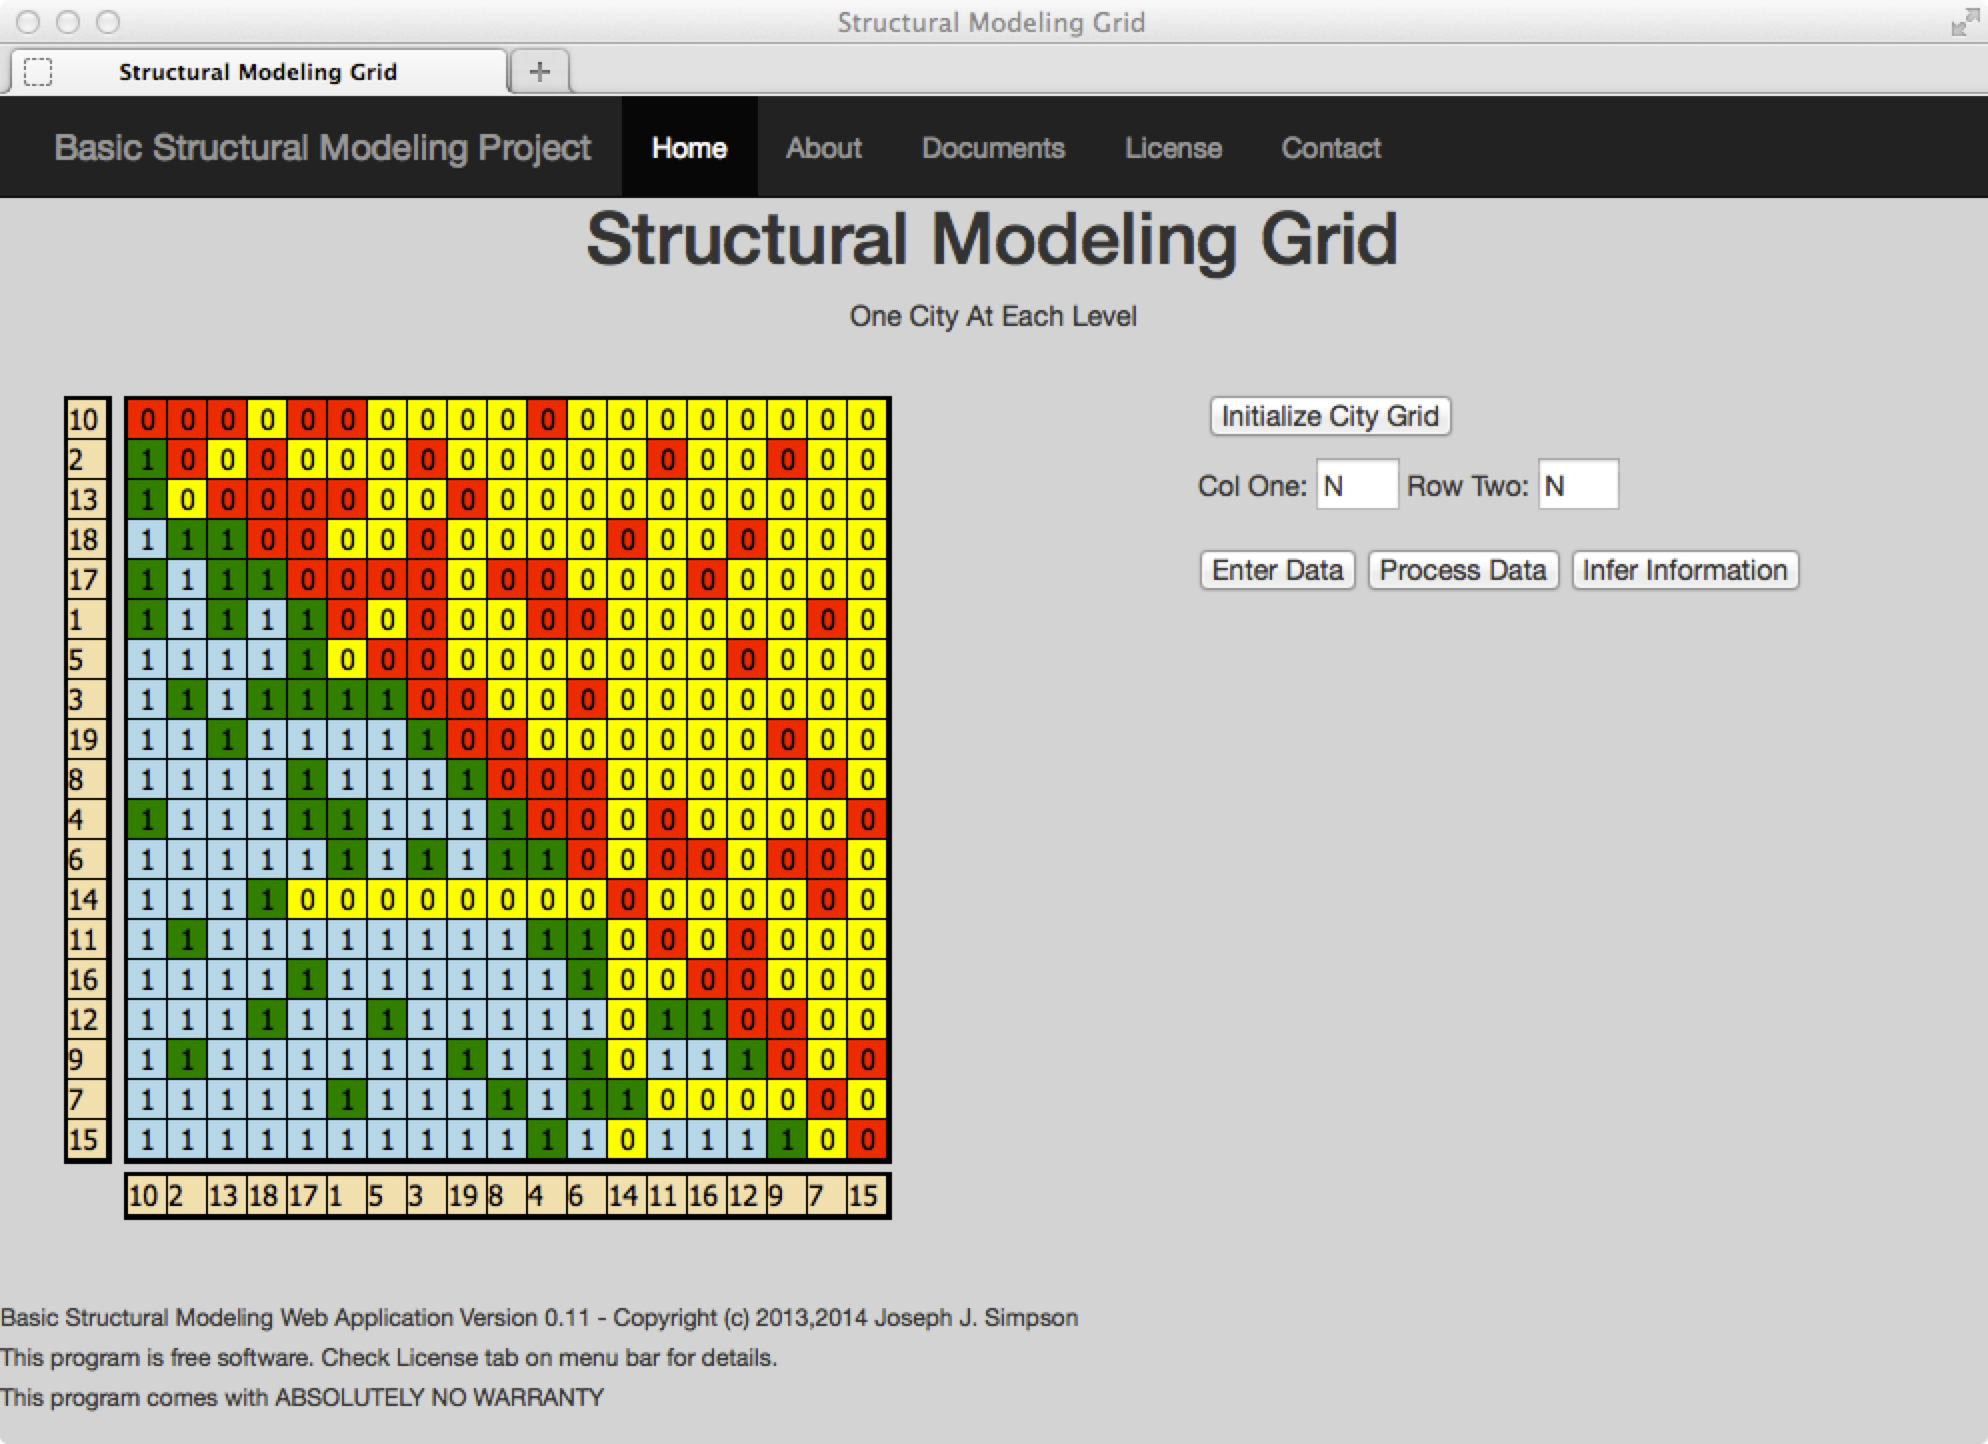 Structural Modeling Grid
Structural Modeling Grid +
Basic Structural Modeling Project Home About Documents License Contact
Structural Modeling Grid
One City At Each Level
10 0 0 0 0 0 0 0 0 0 0 0 0 0 0 0 0 0 0 0
2 1 0 0 0 0 0 0 0 0 0 0 0 0 0 0 0 0 0 0
13 1 0 0 0 0 0 0 0 0 0 0 0 0 0 0 0 0 0 0
18 1 1 1 0 0 0 0 0 0 0 0 0 0 0 0 0 0 0 0
17 1 1 1 1 0 0 0 0 0 0 0 0 0 0 0 0 0 0 0
1 1 1 1 1 1 0 0 0 0 0 0 0 0 0 0 0 0 0 0
5 1 1 1 1 1 0 0 0 0 0 0 0 0 0 0 0 0 0 0
3 1 1 1 1 1 1 1 0 0 0 0 0 0 0 0 0 0 0 0
19 1 1 1 1 1 1 1 1 0 0 0 0 0 0 0 0 0 0 0
8 1 1 1 1 1 1 1 1 1 0 0 0 0 0 0 0 0 0 0
4 1 1 1 1 1 1 1 1 1 1 0 0 0 0 0 0 0 0 0
6 1 1 1 1 1 1 1 1 1 1 1 0 0 0 0 0 0 0 0
14 1 1 1 1 0 0 0 0 0 0 0 0 0 0 0 0 0 0 0
11 1 1 1 1 1 1 1 1 1 1 1 1 0 0 0 0 0 0 0
16 1 1 1 1 1 1 1 1 1 1 1 1 0 0 0 0 0 0 0
12 1 1 1 1 1 1 1 1 1 1 1 1 0 1 1 0 0 0 0
9 1 1 1 1 1 1 1 1 1 1 1 1 0 1 1 1 0 0 0
7 1 1 1 1 1 1 1 1 1 1 1 1 1 0 0 0 0 0 0
15 1 1 1 1 1 1 1 1 1 1 1 1 0 1 1 1 1 0 0
10 2 13 18 17 1 5 3 19 8 4 6 14 11 16 12 9 7 15
Initialize City Grid
Col One: N Row Two: N
Enter Data Process Data Infer Information
Basic Structural Modeling Web Application Version 0.11 - Copyright (c) 2013,2014 Joseph J. Simpson
This program is free software. Check License tab on menu bar for details.
This program comes with ABSOLUTELY NO WARRANTY